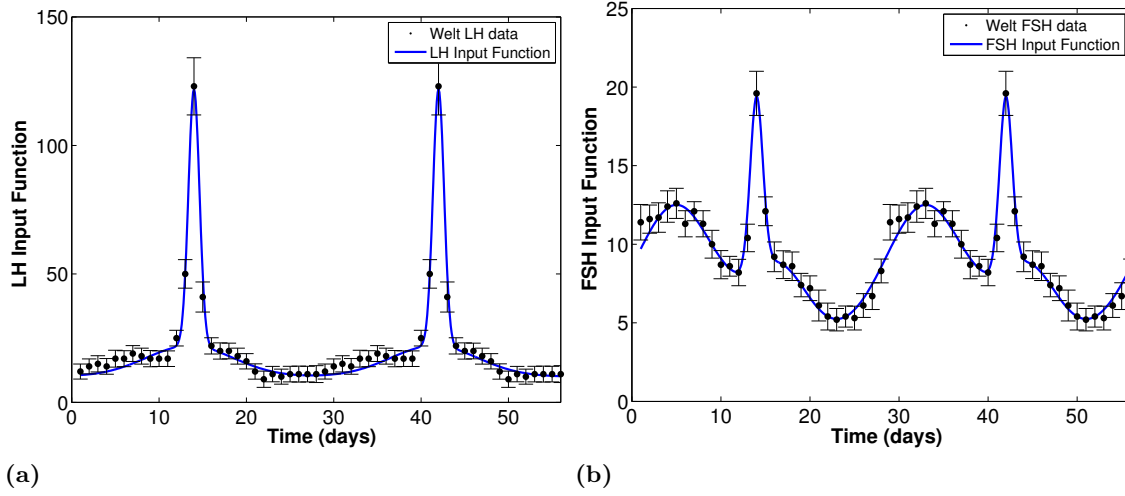 150
100
50
0
LH Input Function
Welt LH data
LH Input Function
0 10 20 30 40 50
Time (days)
(a)
25
20
15
10
5
0
FSH Input Function
Welt FSH data
FSH Input Function
0 10 20 30 40 50
Time (days)
(b)